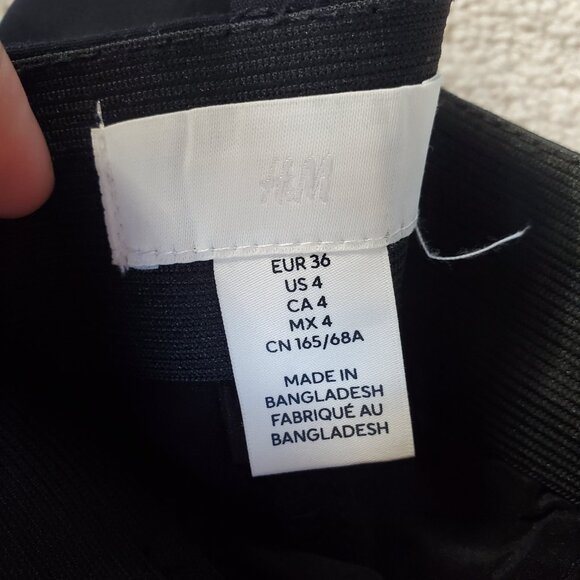 H&M
EUR 36
US 4
CA 4
MX 4
CN 165/68A
MADE IN
BANGLADESH
FABRIQUÉ AU
BANGLADESH